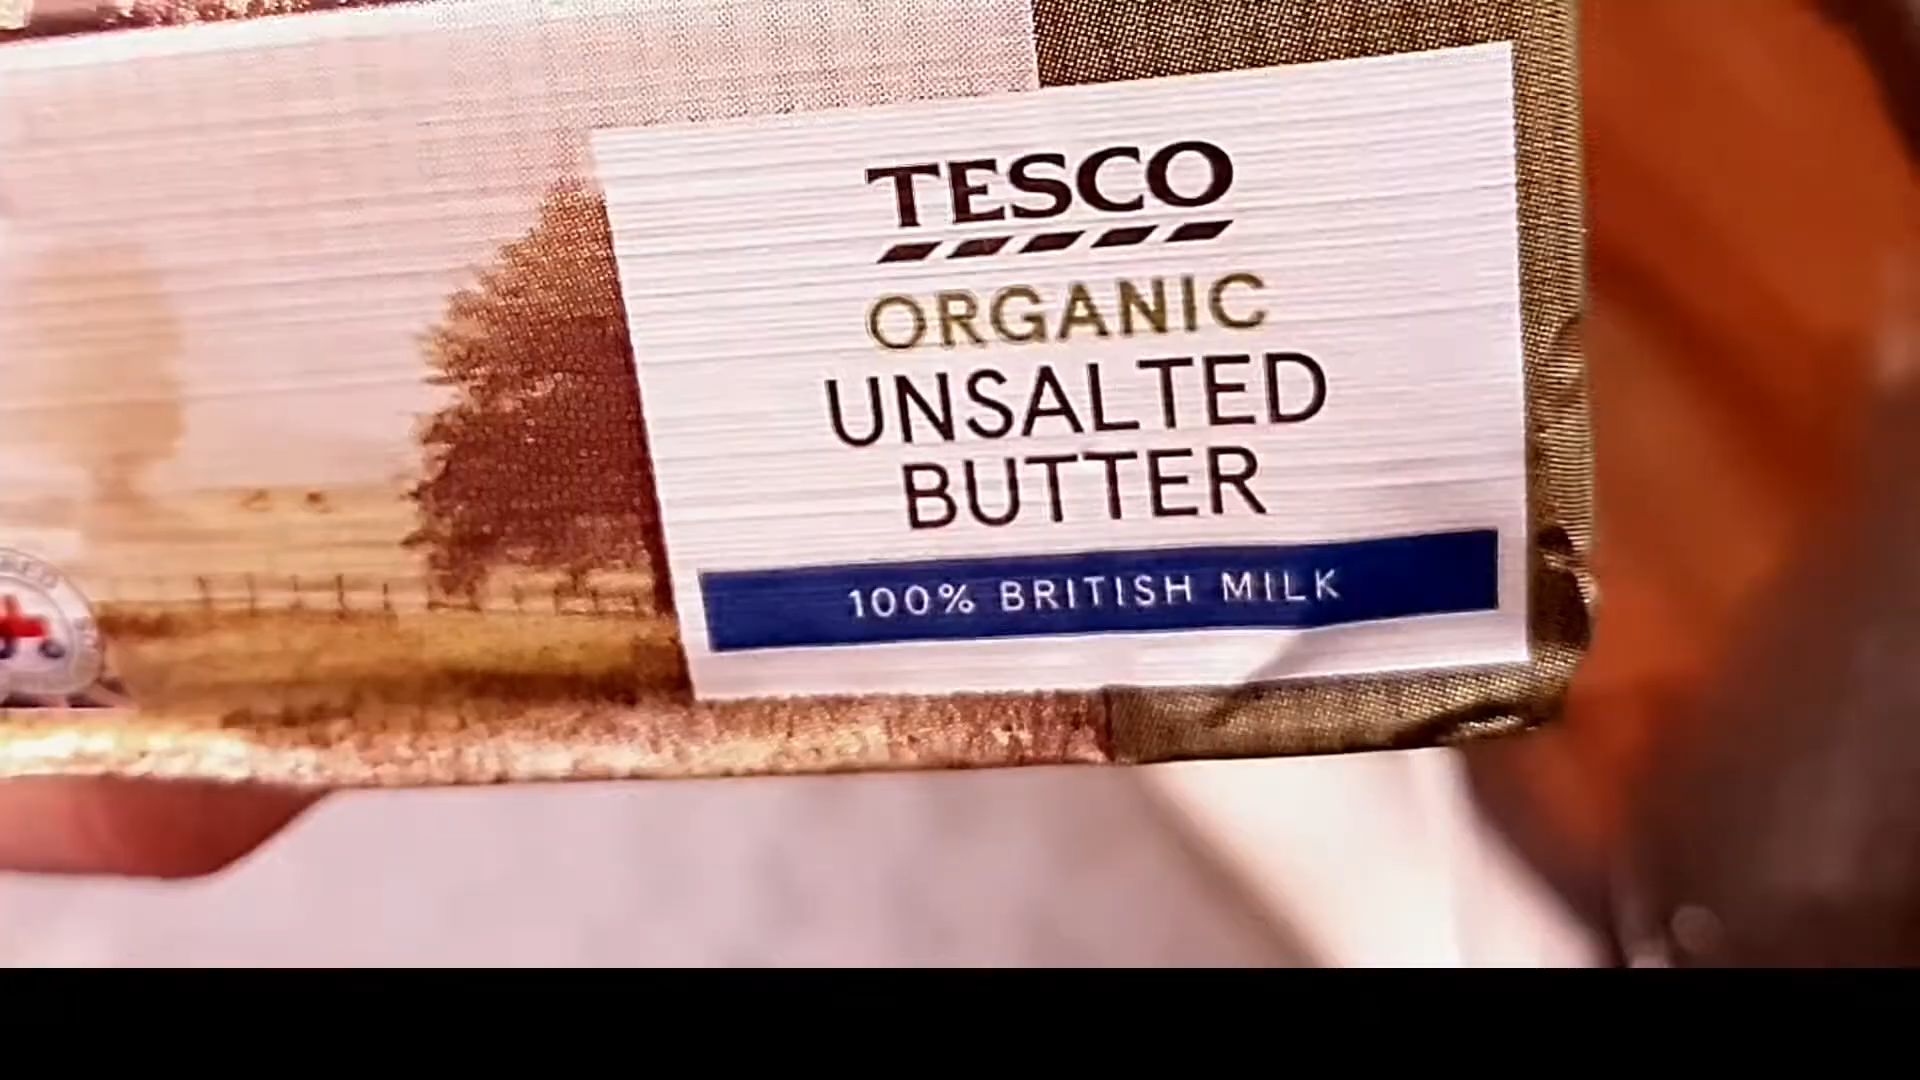 TESCO
ORGANIC
UNSALTED
BUTTER
100% BRITISH MILK